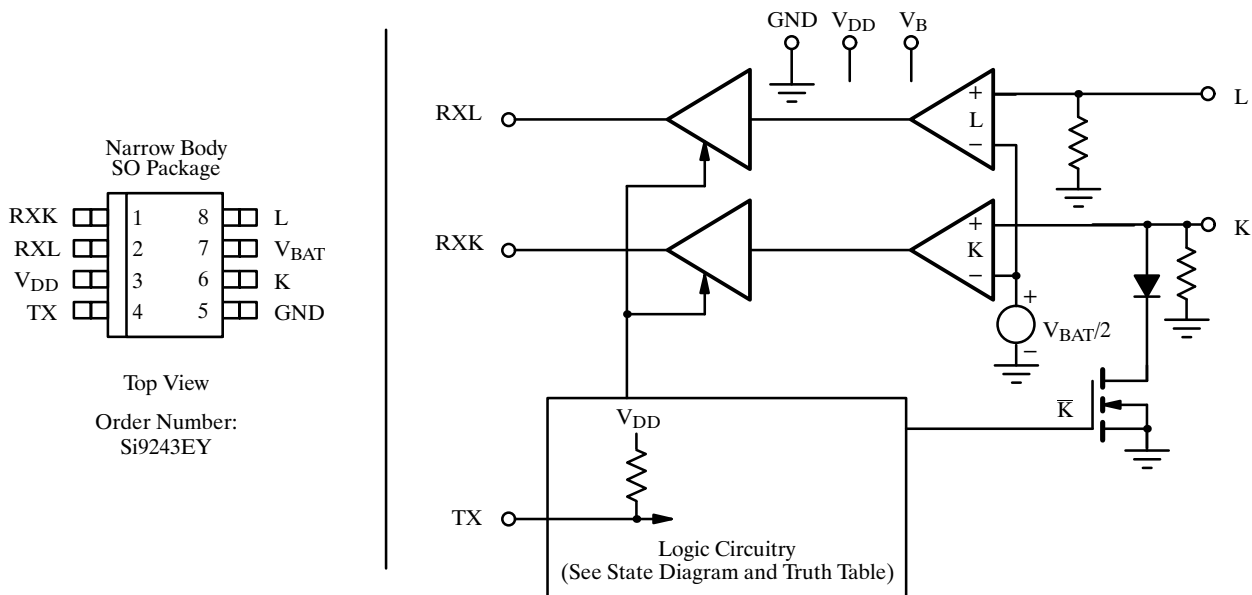 Narrow Body
SO Package
RXK 1 8 L
RXL 2 7 VBAT
VDD 3 6 K
TX 4 5 GND
Top View
Order Number:
Si9243EY
GND VDD VB
RXL + L − L
RXK + K − K
+ VBAT/2 −
K̅
VDD
TX
Logic Circuitry
(See State Diagram and Truth Table)